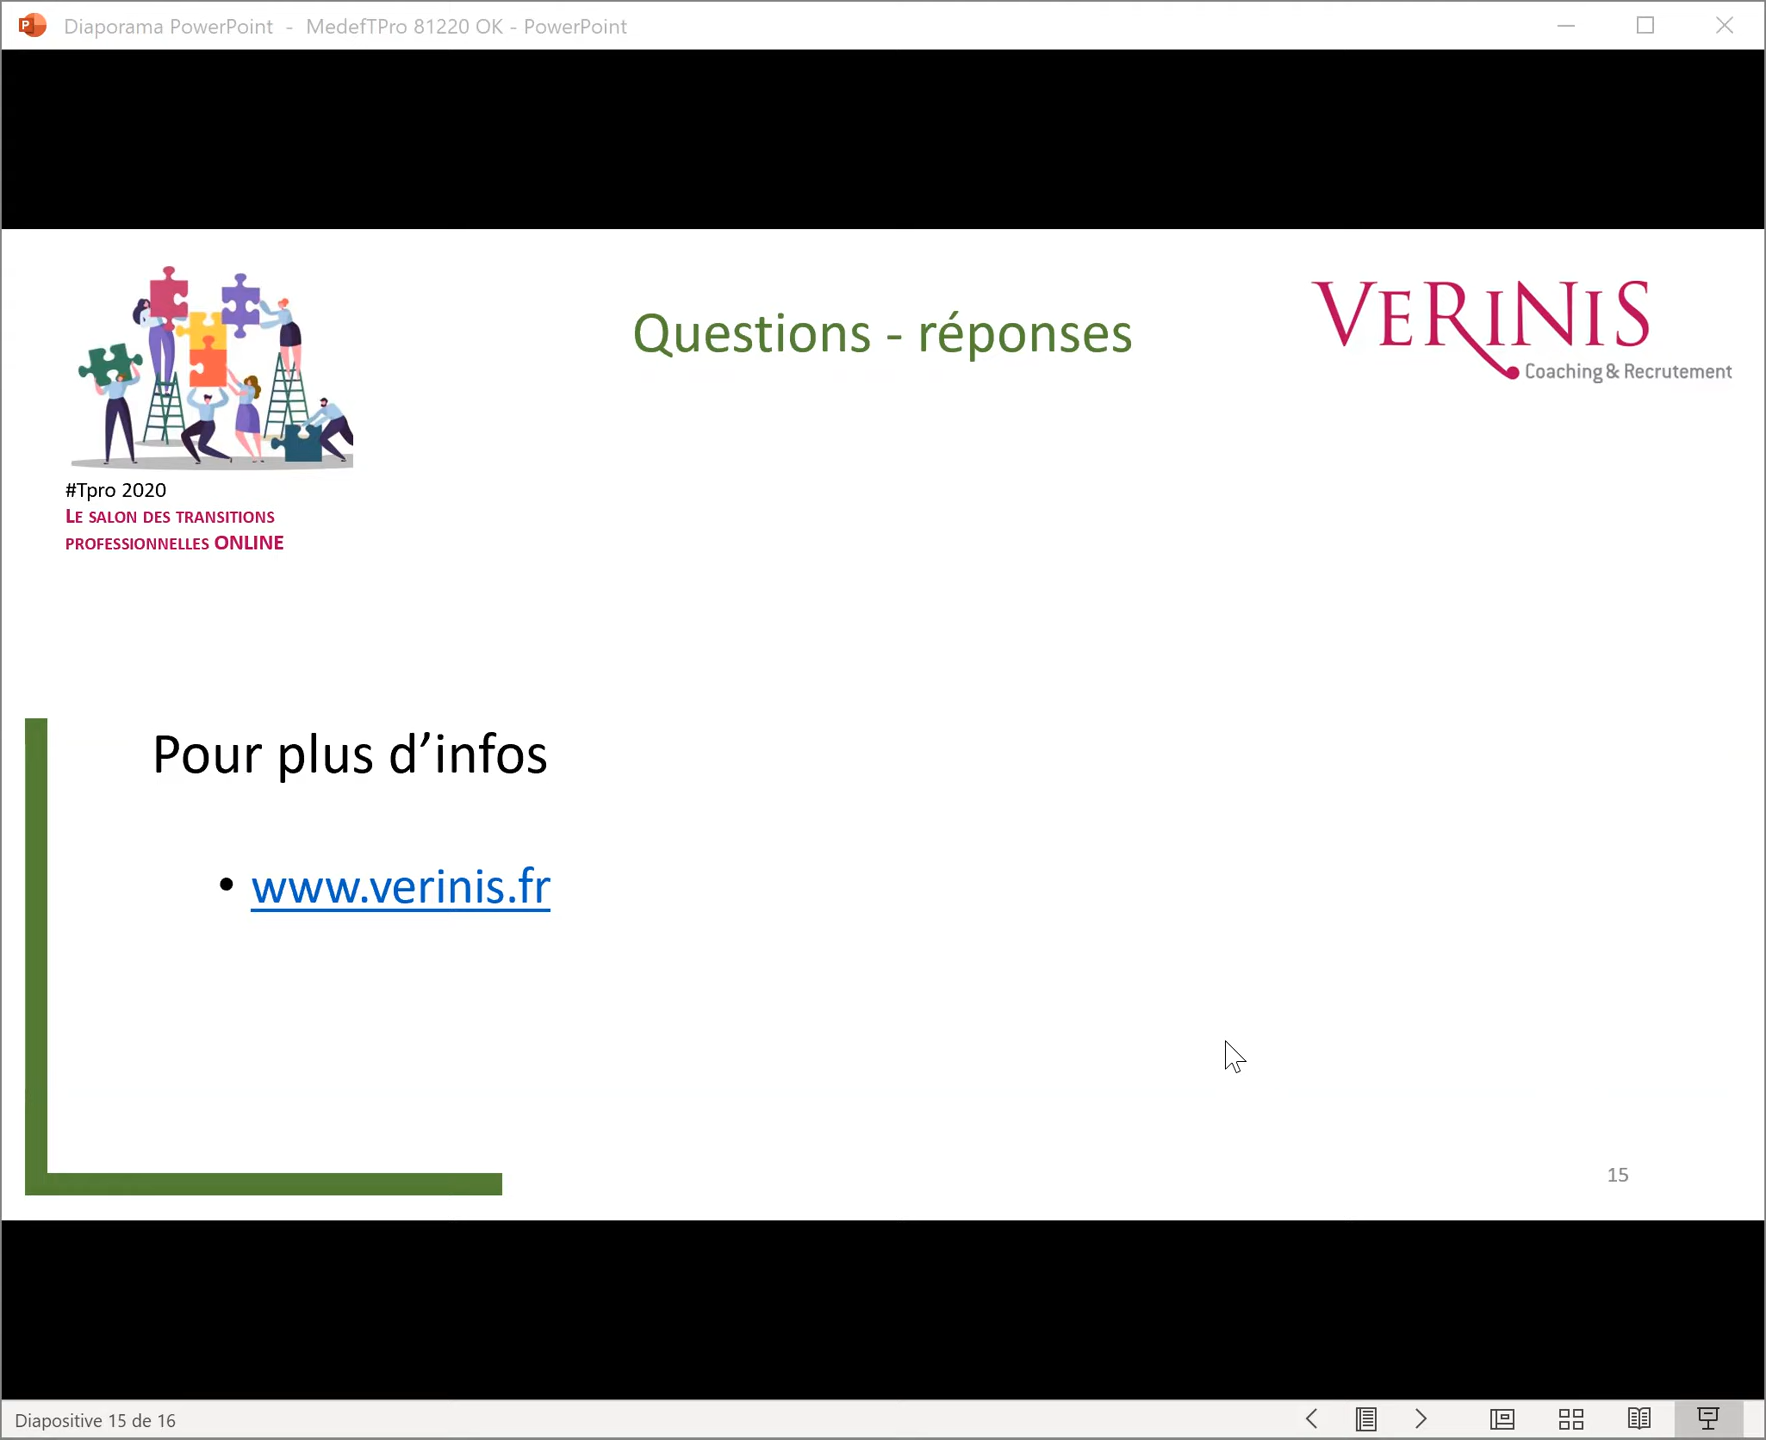 Diaporama PowerPoint - MedefTPro 81220 OK - PowerPoint
Questions - réponses
VERINIS
Coaching & Recrutement
#Tpro 2020
LE SALON DES TRANSITIONS
PROFESSIONNELLES ONLINE
Pour plus d’infos
• www.verinis.fr
15
Diapositive 15 de 16